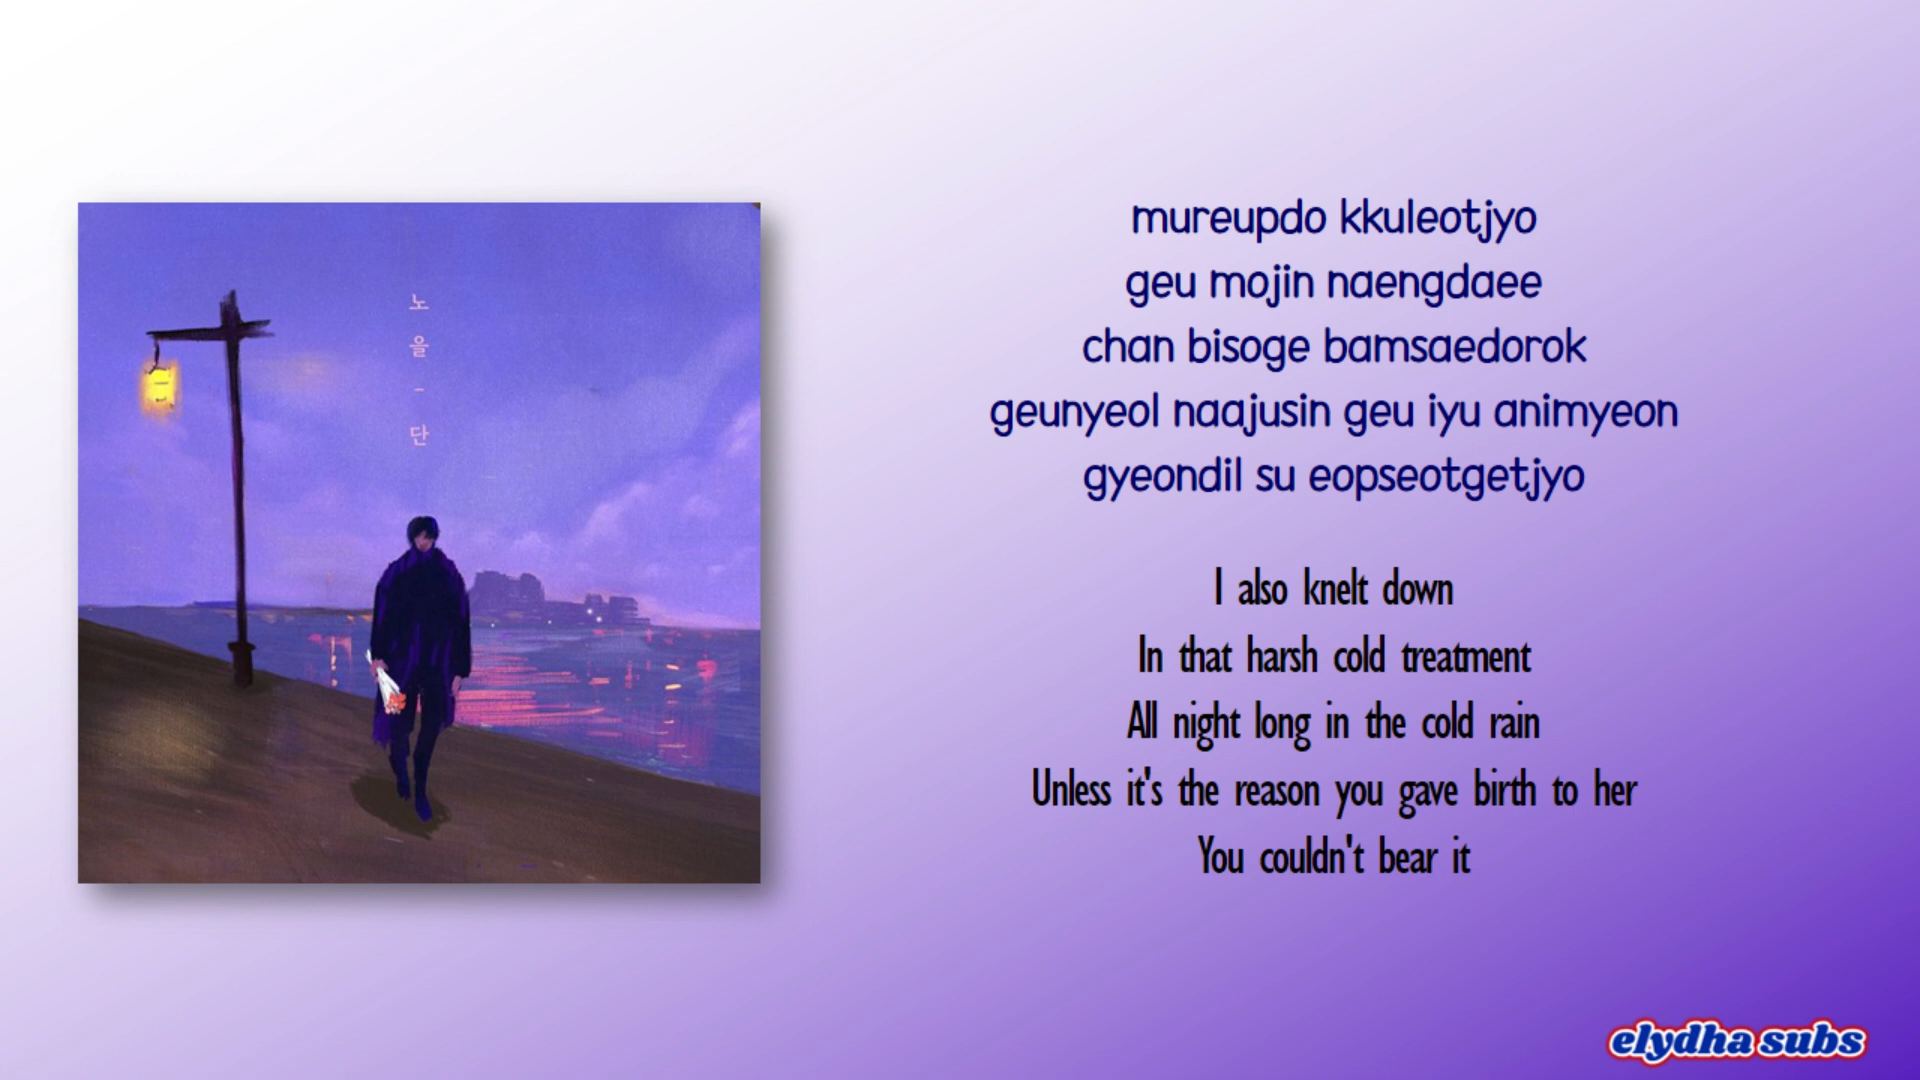 노
을
-
단
mureupdo kkuleotjyo
geu mojin naengdaee
chan bisoge bamsaedorok
geunyeol naajusin geu iyu animyeon
gyeondil su eopseotgetjyo
I also knelt down
In that harsh cold treatment
All night long in the cold rain
Unless it's the reason you gave birth to her
You couldn't bear it
elydha subs